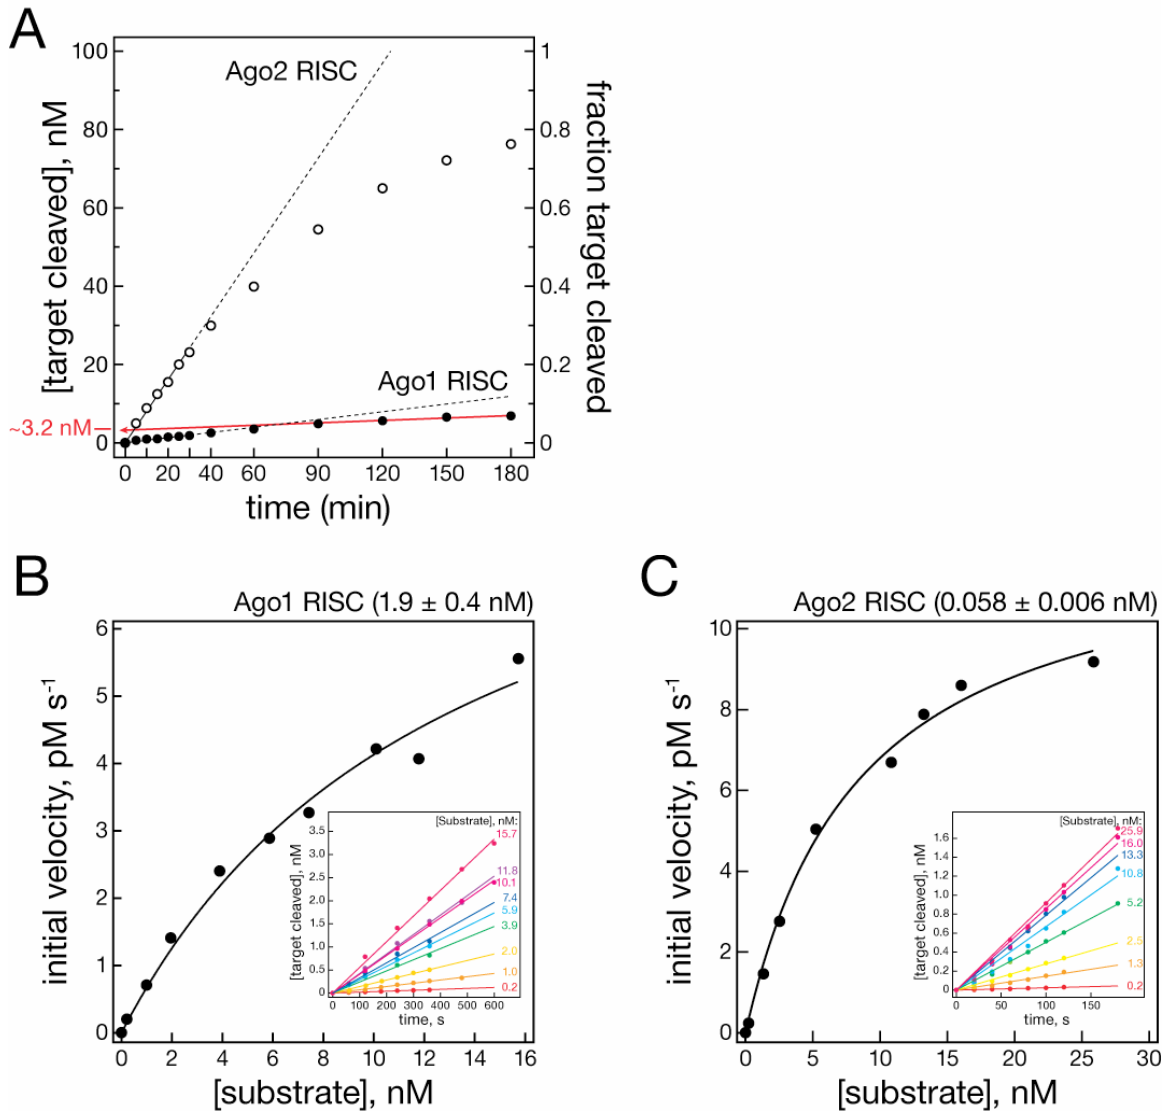 A
100
80
60
40
20
0
[target cleaved], nM
~3.2 nM
1
0.8
0.6
0.4
0.2
0
fraction target cleaved
Ago2 RISC
Ago1 RISC
0 20 40 60 90 120 150 180
time (min)
B
Ago1 RISC (1.9 ± 0.4 nM)
6
5
4
3
2
1
0
initial velocity, pM s-1
0 2 4 6 8 10 12 14 16
[substrate], nM
[Substrate], nM:
15.7
11.8
10.1
7.4
5.9
3.9
2.0
1.0
0.2
3.5
3.0
2.5
2.0
1.5
1.0
0.5
0
[target cleaved], nM
0 100 200 300 400 500 600
time, s
C
Ago2 RISC (0.058 ± 0.006 nM)
10
8
6
4
2
0
initial velocity, pM s-1
0 5 10 15 20 25 30
[substrate], nM
[Substrate], nM:
25.9
16.0
13.3
10.8
5.2
2.5
1.3
0.2
1.6
1.4
1.2
1.0
0.8
0.6
0.4
0.2
0
[target cleaved], nM
0 50 100 150
time, s